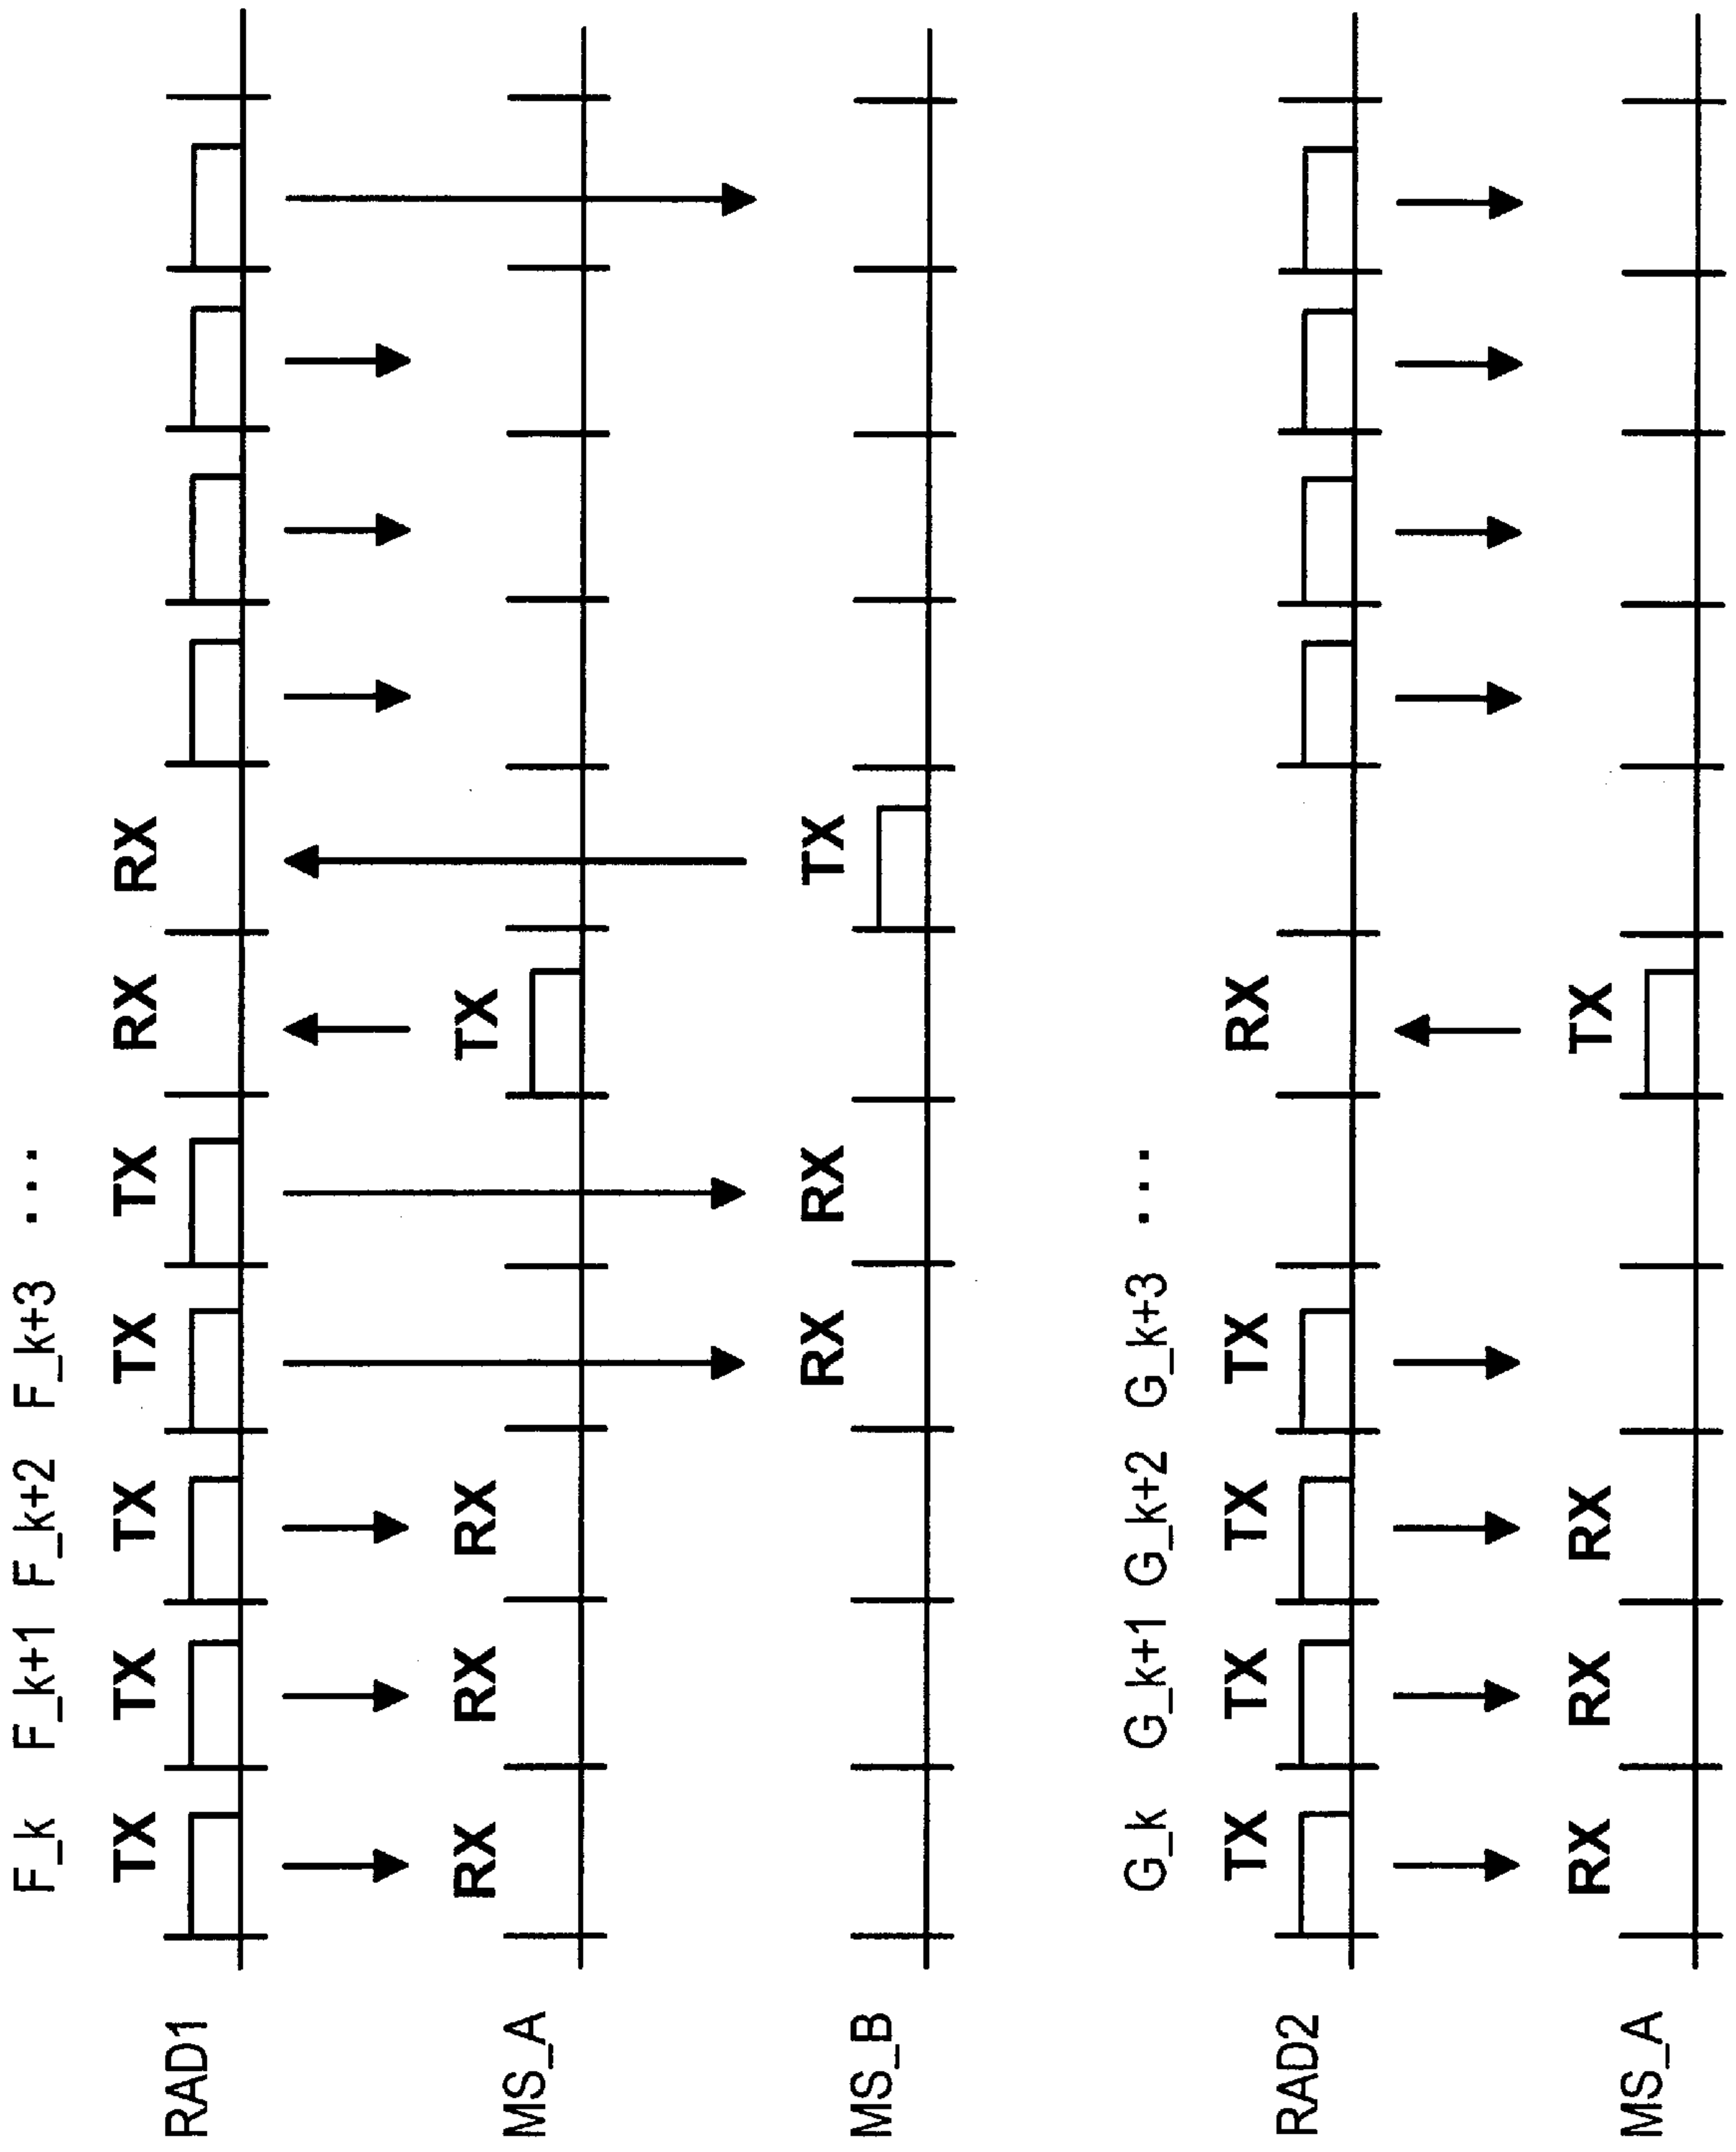 F_k F_k+1 F_k+2 F_k+3 ...
TX TX TX TX TX RX RX
RAD1
RX RX RX TX
MS_A
RX RX TX
MS_B
G_k G_k+1 G_k+2 G_k+3 ...
TX TX TX TX RX
RAD2
RX RX RX TX
MS_A